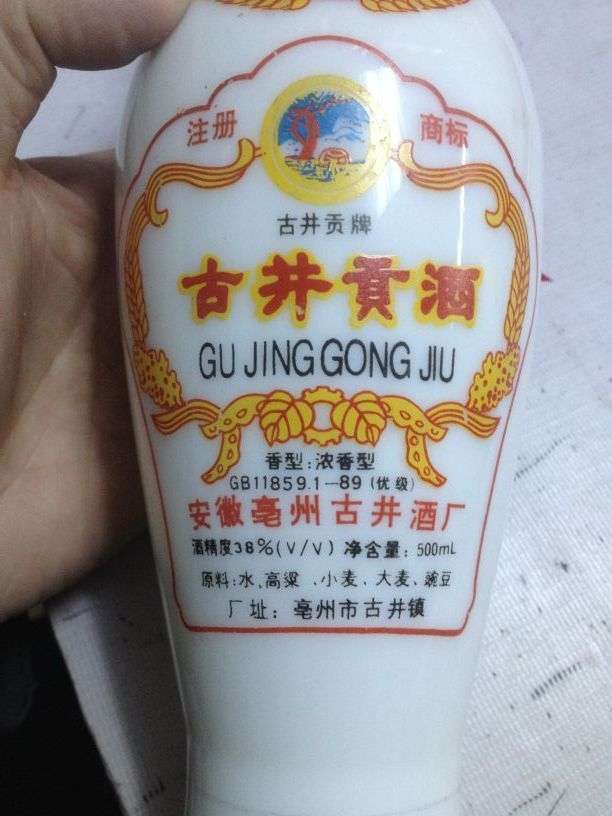 注册 商标
古井贡牌
古井贡酒
GU JING GONG JIU
香型:浓香型
GB11859.1—89(优级)
安徽亳州古井酒厂
酒精度38%(V/V) 净含量:500mL
原料:水、高粱、小麦、大麦、豌豆
厂址:亳州市古井镇